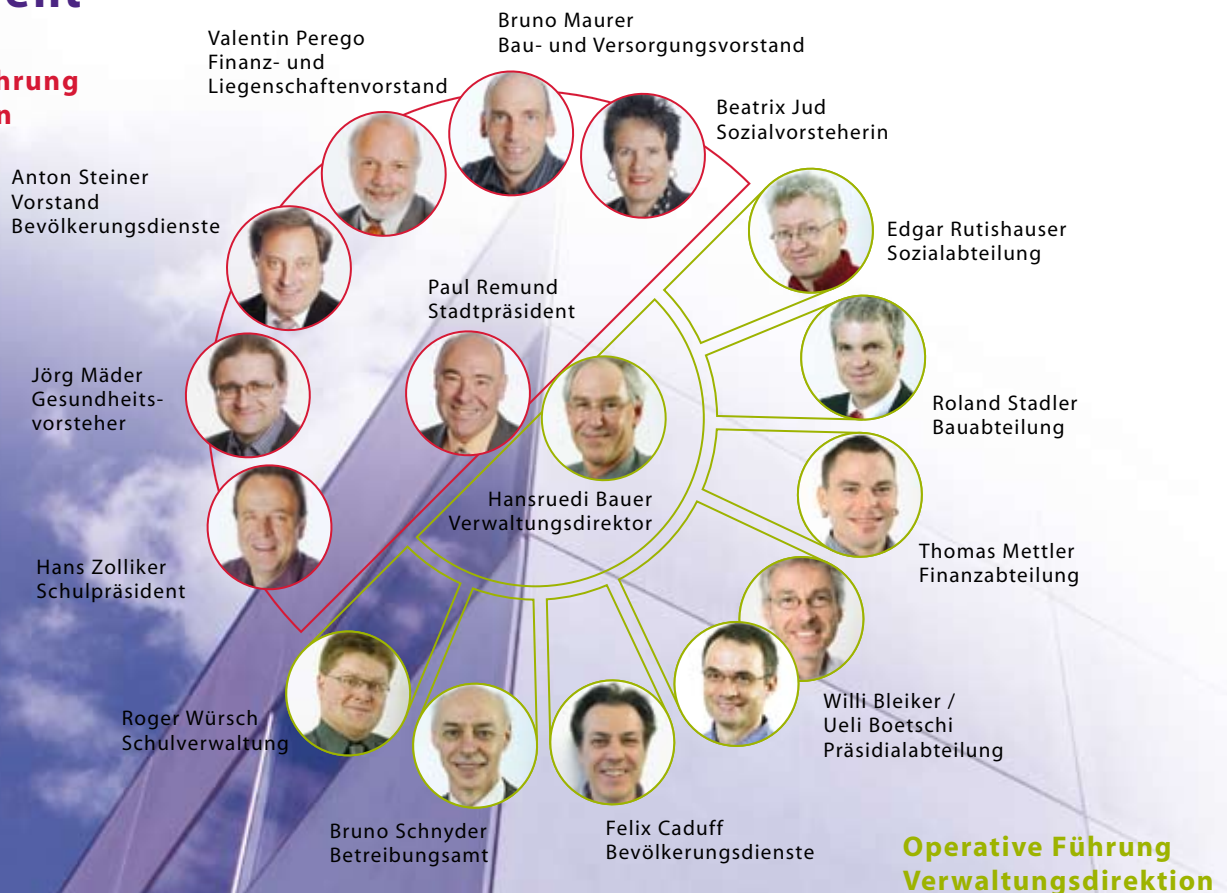 Bruno Maurer
Bau- und Versorgungsvorstand
Valentin Perego
Finanz- und
Liegenschaftenvorstand
Beatrix Jud
Sozialvorsteherin
Anton Steiner
Vorstand
Bevölkerungsdienste
Edgar Rutishauser
Sozialabteilung
Paul Remund
Stadtpräsident
Jörg Mäder
Gesundheits-
vorsteher
Roland Stadler
Bauabteilung
Hansruedi Bauer
Verwaltungsdirektor
Hans Zolliker
Schulpräsident
Thomas Mettler
Finanzabteilung
Willi Bleiker /
Ueli Boetschi
Präsidialabteilung
Roger Würsch
Schulverwaltung
Bruno Schnyder
Betreibungsamt
Felix Caduff
Bevölkerungsdienste
Operative Führung
Verwaltungsdirektion